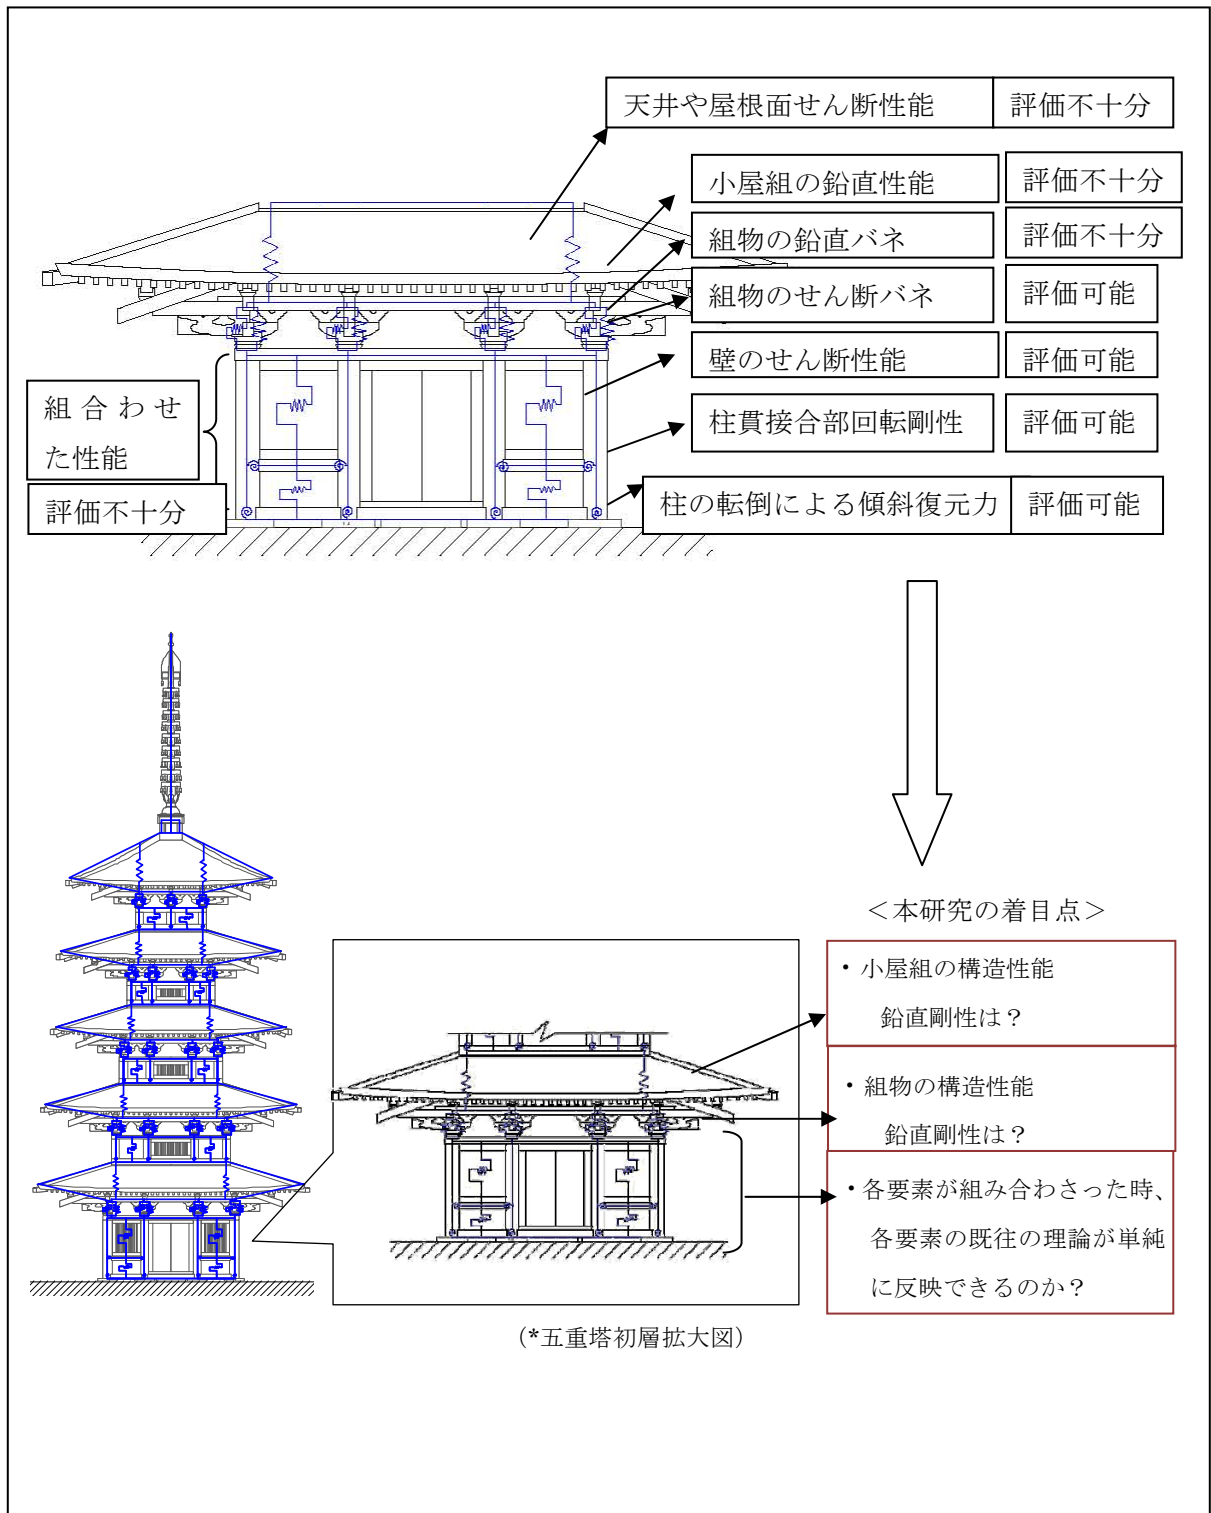 天井や屋根面せん断性能 評価不十分
小屋組の鉛直性能 評価不十分
組物の鉛直バネ 評価不十分
組物のせん断バネ 評価可能
壁のせん断性能 評価可能
柱貫接合部回転剛性 評価可能
柱の転倒による傾斜復元力 評価可能
組合わせ
た性能
評価不十分
＜本研究の着目点＞
・小屋組の構造性能
鉛直剛性は？
・組物の構造性能
鉛直剛性は？
・各要素が組み合わさった時、
各要素の既往の理論が単純
に反映できるのか？
(*五重塔初層拡大図)